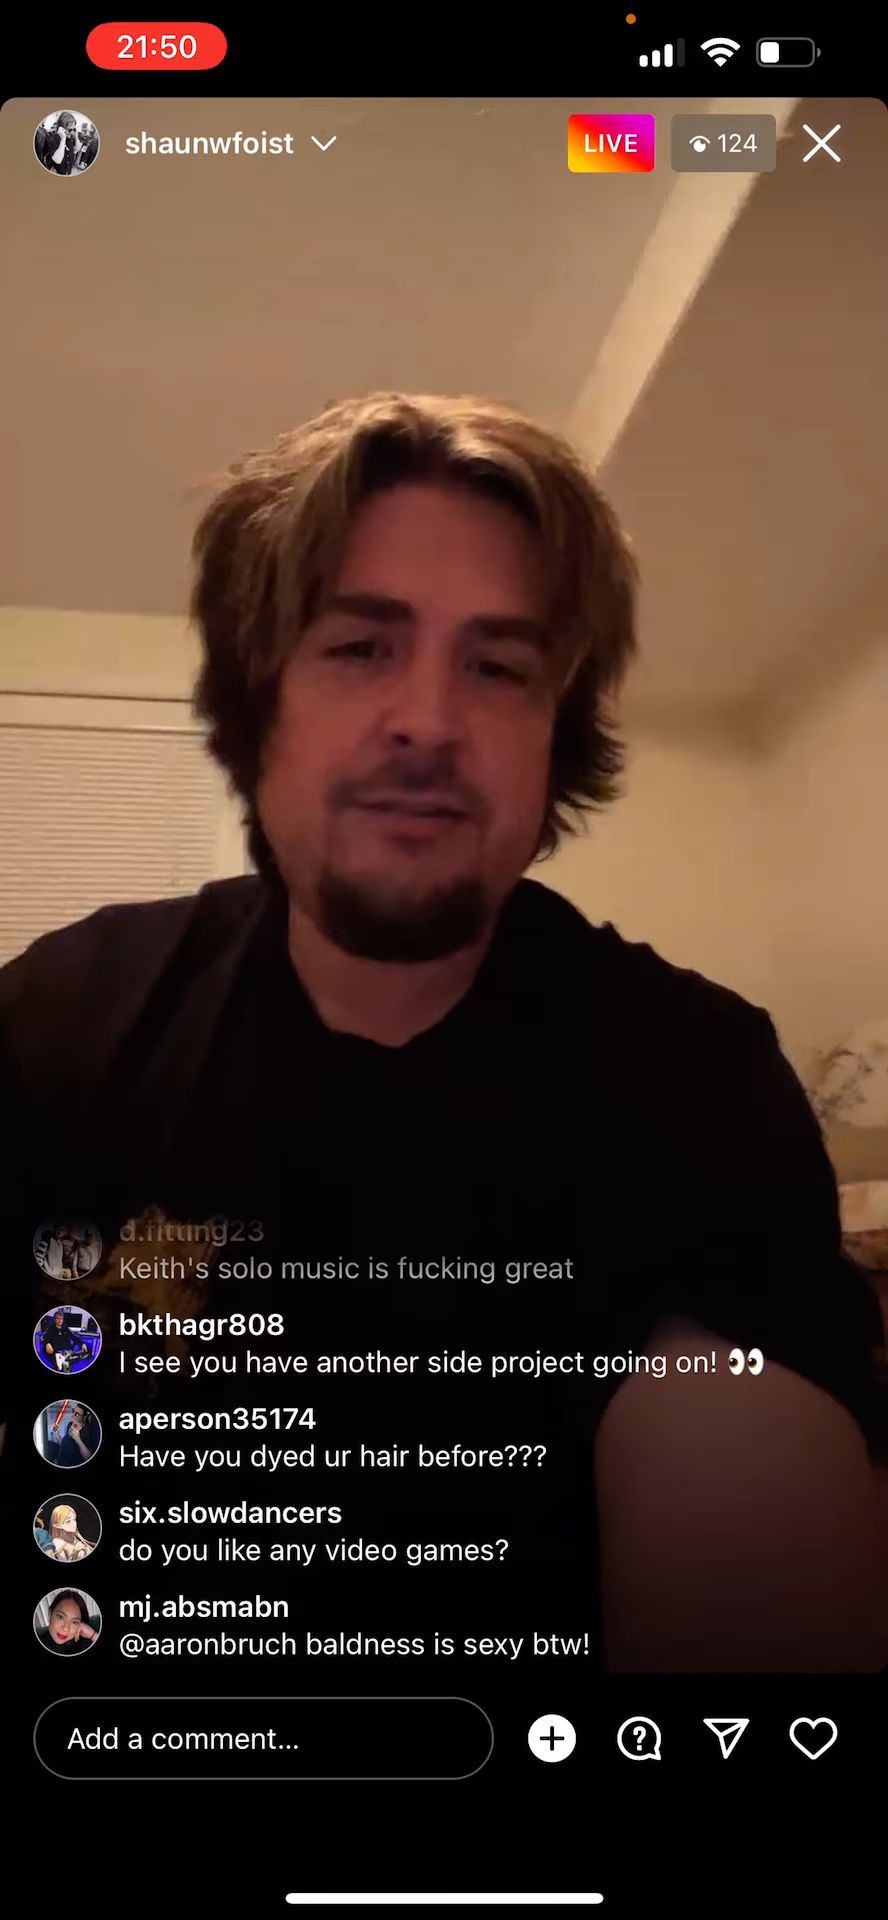 21:50
shaunwfoist
LIVE
124
d.fitting23
Keith's solo music is fucking great
bkthagr808
I see you have another side project going on! 👀
aperson35174
Have you dyed ur hair before???
six.slowdancers
do you like any video games?
mj.absmabn
@aaronbruch baldness is sexy btw!
Add a comment...